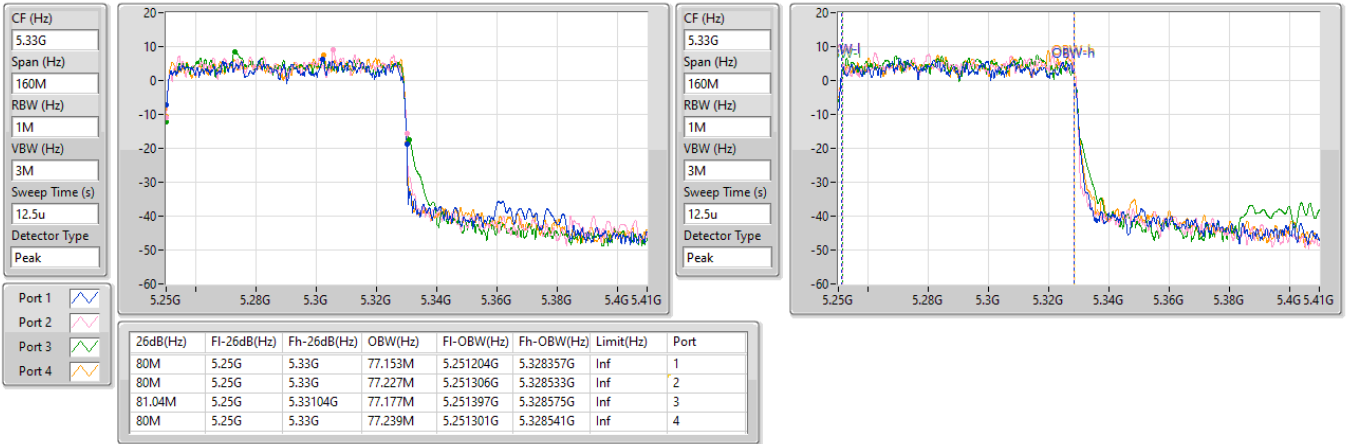 CF (Hz)
5.33G
Span (Hz)
160M
RBW (Hz)
1M
VBW (Hz)
3M
Sweep Time (s)
12.5u
Detector Type
Peak
20
10
0
-10
-20
-30
-40
-50
-60
5.25G 5.28G 5.3G 5.32G 5.34G 5.36G 5.38G 5.4G 5.41G
CF (Hz)
5.33G
Span (Hz)
160M
RBW (Hz)
1M
VBW (Hz)
3M
Sweep Time (s)
12.5u
Detector Type
Peak
20
10
0
-10
-20
-30
-40
-50
-60
W-l OBW-h
5.25G 5.28G 5.3G 5.32G 5.34G 5.36G 5.38G 5.4G 5.41G
Port 1
Port 2
Port 3
Port 4
26dB(Hz) Fl-26dB(Hz) Fh-26dB(Hz) OBW(Hz) Fl-OBW(Hz) Fh-OBW(Hz) Limit(Hz) Port
80M 5.25G 5.33G 77.153M 5.251204G 5.328357G Inf 1
80M 5.25G 5.33G 77.227M 5.251306G 5.328533G Inf 2
81.04M 5.25G 5.33104G 77.177M 5.251397G 5.328575G Inf 3
80M 5.25G 5.33G 77.239M 5.251301G 5.328541G Inf 4